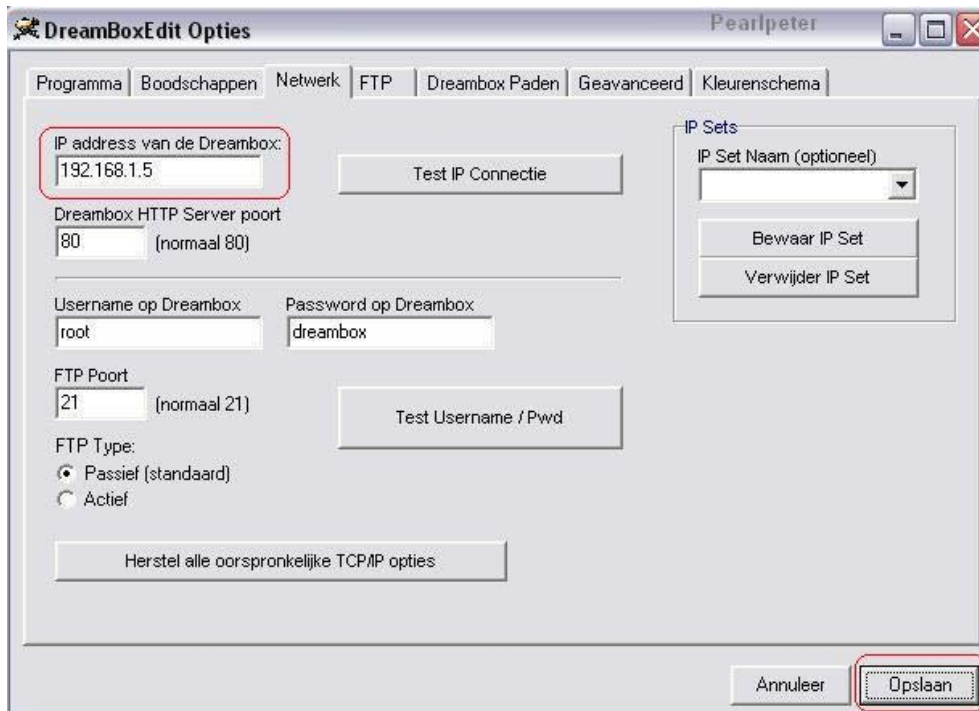 DreamBoxEdit Opties
Pearlpeter
Programma
Boodschappen
Netwerk
FTP
Dreambox Paden
Geavanceerd
Kleurenschema
IP address van de Dreambox:
192.168.1.5
Test IP Connectie
Dreambox HTTP Server poort
80 (normaal 80)
Username op Dreambox
root
Password op Dreambox
dreambox
FTP Poort
21 (normaal 21)
Test Username / Pwd
FTP Type:
Passief (standaard)
Actief
Herstel alle oorspronkelijke TCP/IP opties
IP Sets
IP Set Naam (optioneel)
Bewaar IP Set
Verwijder IP Set
Annuleer
Opslaan